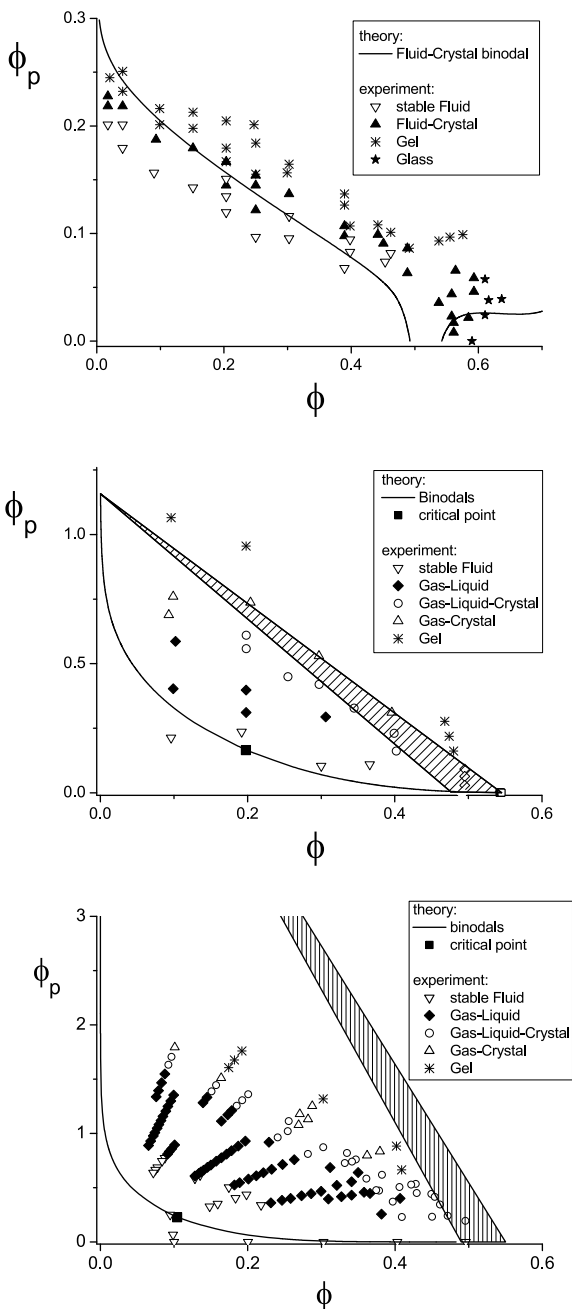 ϕp
0.3
0.2
0.1
0.0
0.0 0.2 0.4 0.6
ϕ
theory:
Fluid-Crystal binodal
experiment:
stable Fluid
Fluid-Crystal
Gel
Glass
ϕp
1.0
0.5
0.0
0.0 0.2 0.4 0.6
ϕ
theory:
Binodals
critical point
experiment:
stable Fluid
Gas-Liquid
Gas-Liquid-Crystal
Gas-Crystal
Gel
ϕp
3
2
1
0
0.0 0.2 0.4 0.6
ϕ
theory:
binodals
critical point
experiment:
stable Fluid
Gas-Liquid
Gas-Liquid-Crystal
Gas-Crystal
Gel